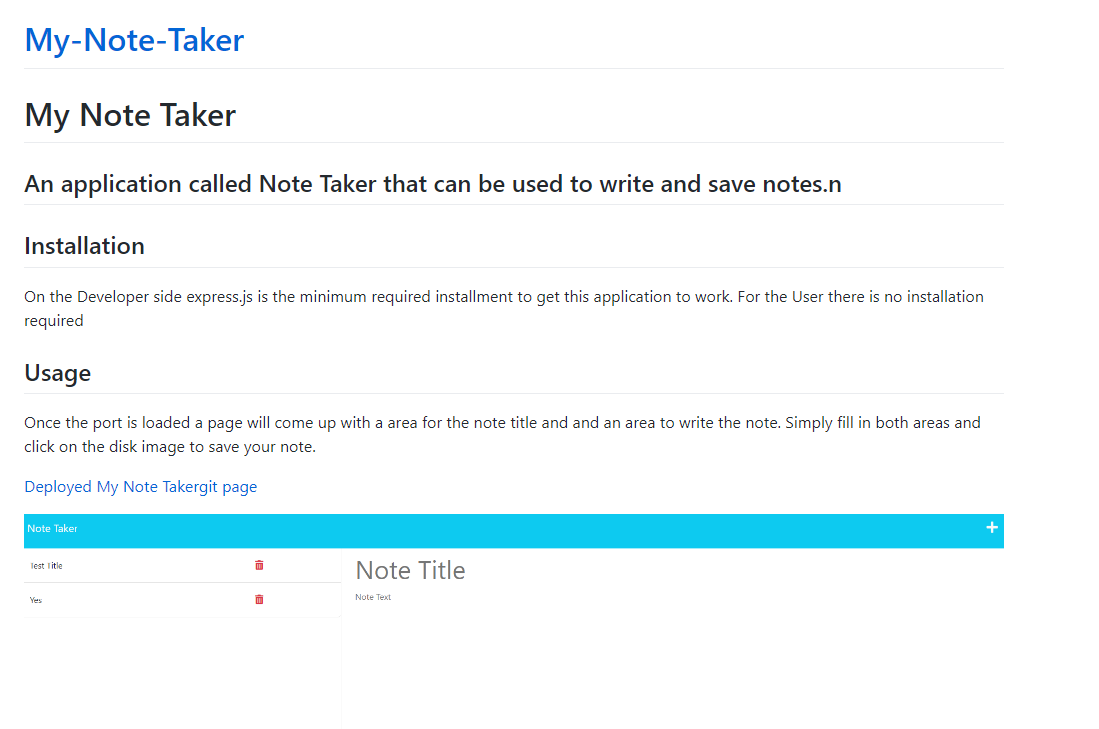 My-Note-Taker
My Note Taker
An application called Note Taker that can be used to write and save notes.n
Installation
On the Developer side express.js is the minimum required installment to get this application to work. For the User there is no installation
required
Usage
Once the port is loaded a page will come up with a area for the note title and and an area to write the note. Simply fill in both areas and
click on the disk image to save your note.
Deployed My Note Takergit page
Note Taker
Test Title
Note Title
Yes
Note Text